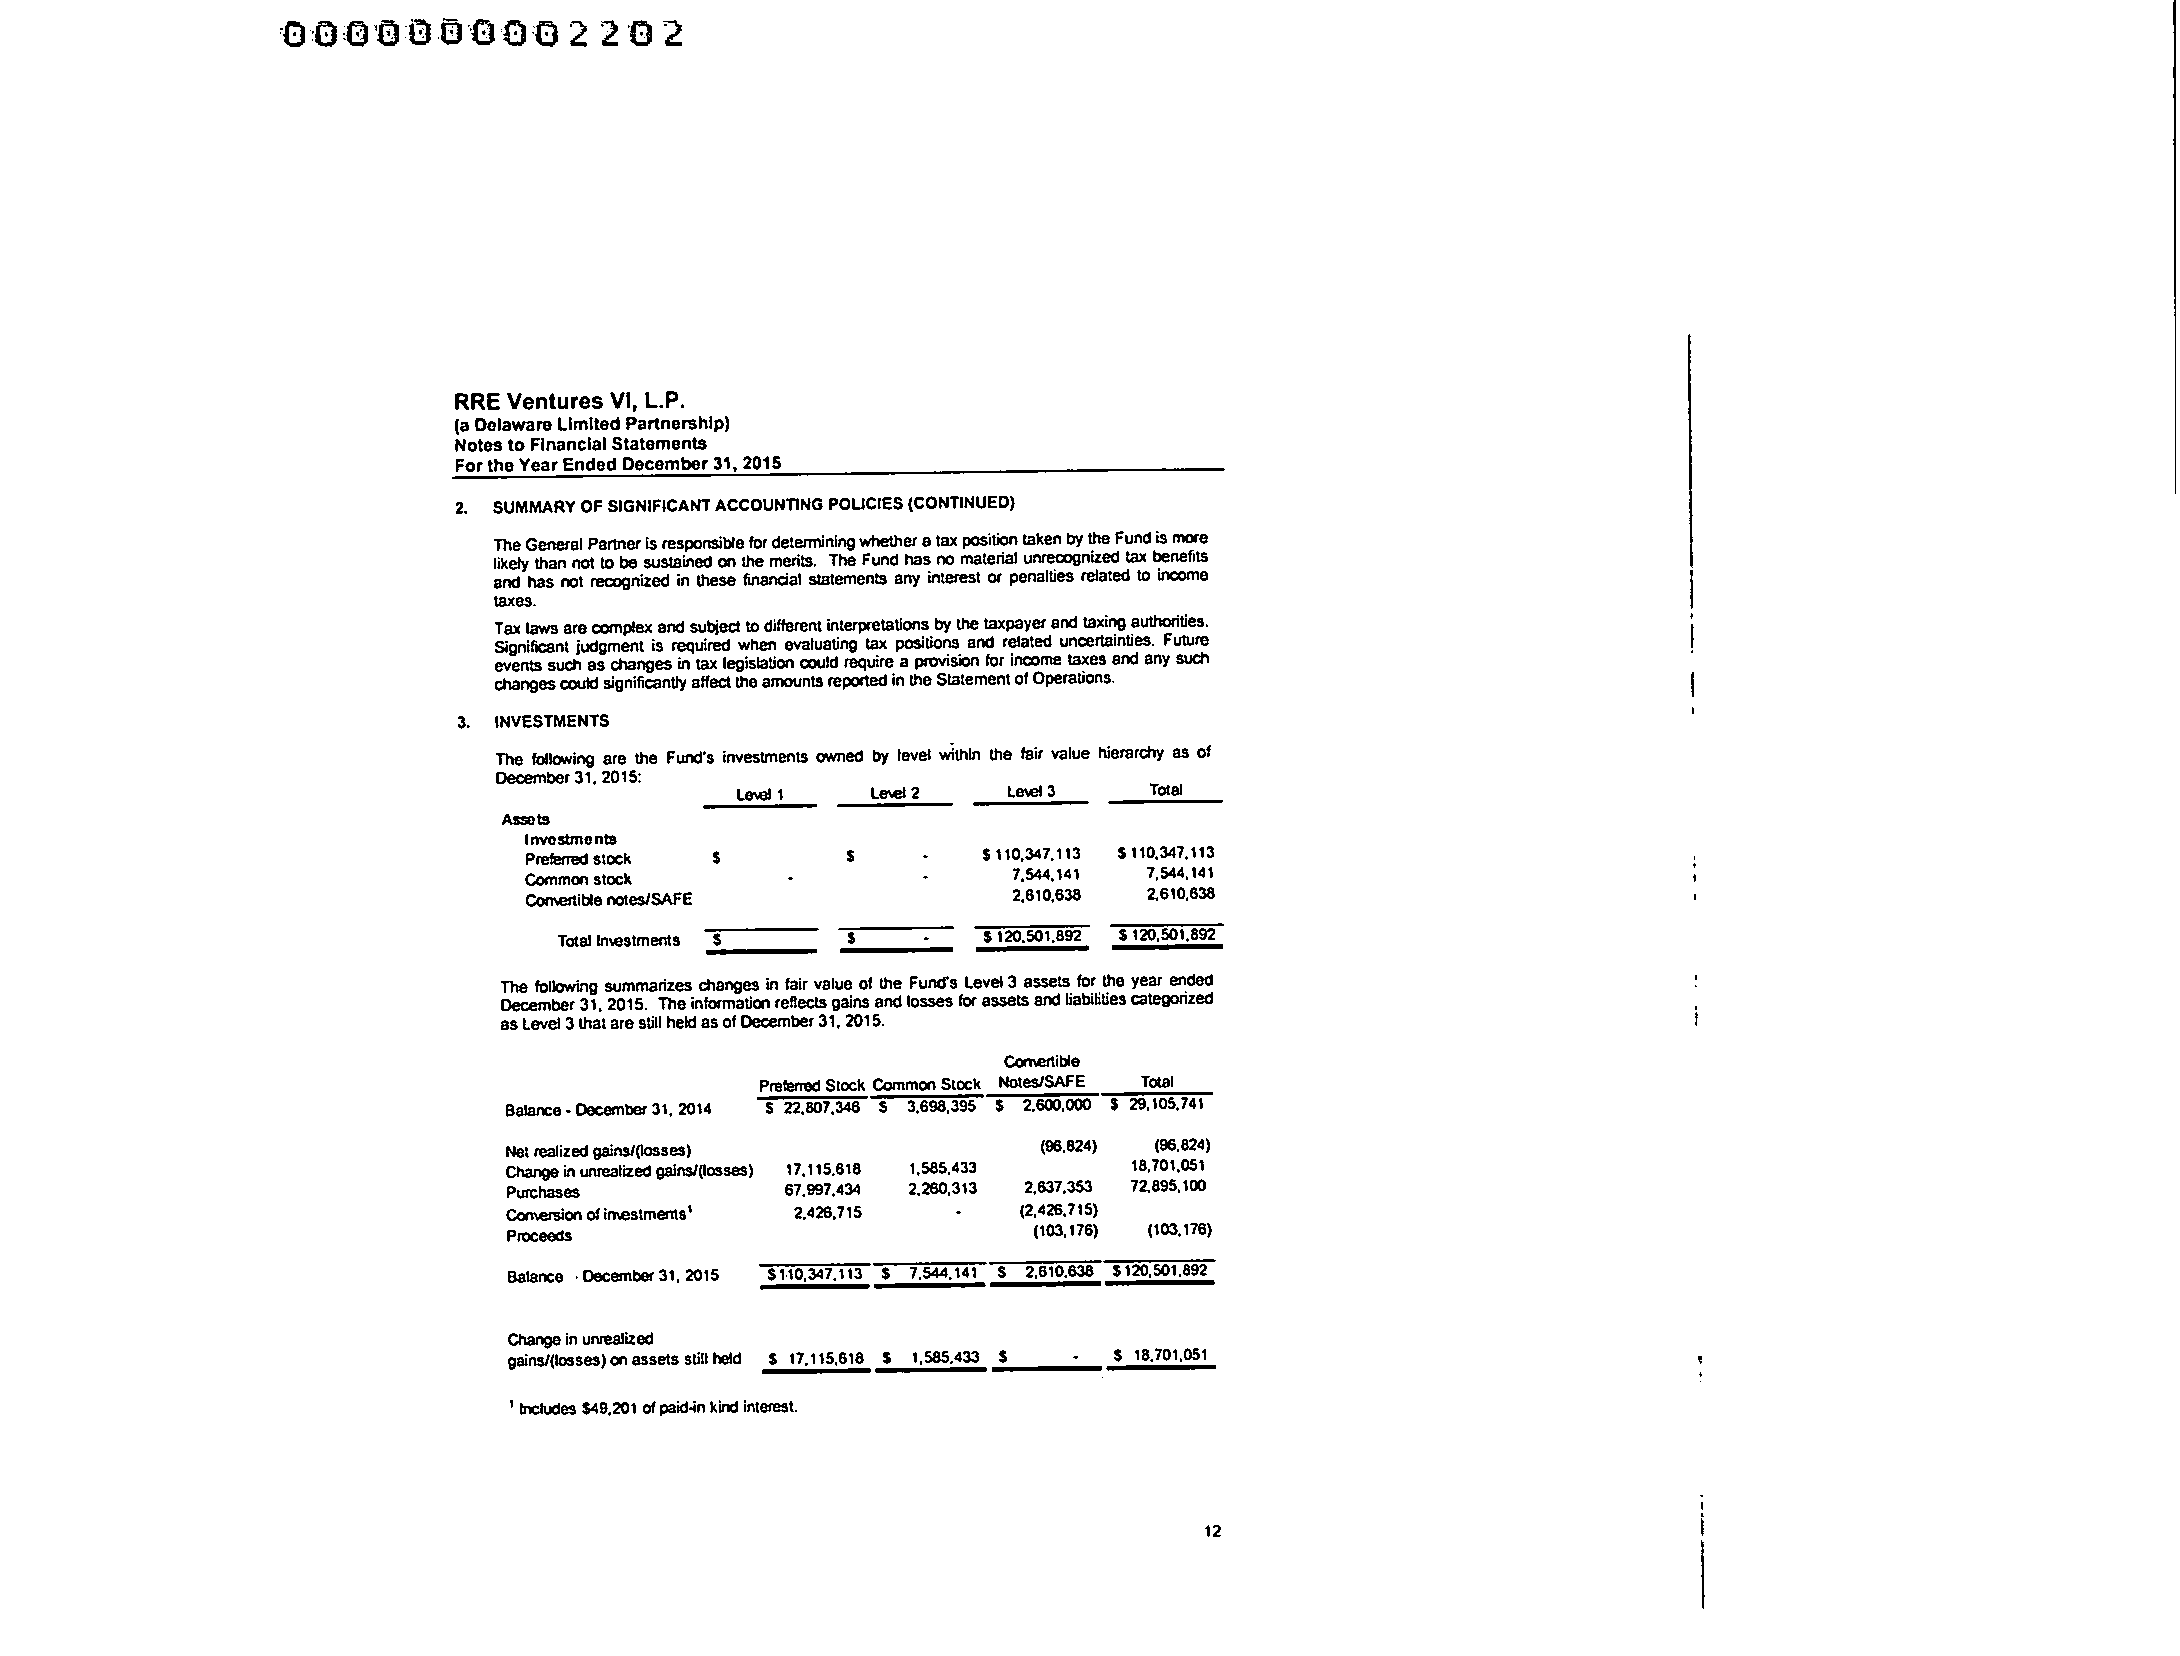 0000000002202
RRE Ventures VI, L.P.
(a Delaware Limited Partnership)
Notes to Financial Statements
For the Year Ended December 31, 2015
2. SUMMARY OF SIGNIFICANT ACCOUNTING POLICIES (CONTINUED)
The General Partner is responsible for determining whether a tax position taken by the Fund is more
likely than not to be sustained on the merits. The Fund has no material unrecognized tax benefits
and has not recognized in these financial statements any interest or penalties related to income
taxes.
Tax laws are complex and subject to different interpretations by the taxpayer and taxing authorities.
Significant judgment is required when evaluating tax positions and related uncertainties. Future
events such as changes in tax legislation could require a provision for income taxes and any such
changes could significantly affect the amounts reported in the Statement of Operations.
3. INVESTMENTS
The following are the Fund's investments owned by level within the fair value hierarchy as of
December 31, 2015:
Level 1 Level 2 Level 3 Total
Assets
Investments
Preferred stock $ $ - $ 110,347,113 $ 110,347,113
Common stock - - 7,544,141 7,544,141
Convertible notes/SAFE 2,610,638 2,610,638
Total Investments $ $ - $ 120,501,892 $ 120,501,892
The following summarizes changes in fair value of the Fund's Level 3 assets for the year ended
December 31, 2015. The information reflects gains and losses for assets and liabilities categorized
as Level 3 that are still held as of December 31, 2015.
Convertible
Preferred Stock Common Stock Notes/SAFE Total
Balance - December 31, 2014 $ 22,807,346 $ 3,698,395 $ 2,600,000 $ 29,105,741
Net realized gains/(losses) (96,824) (96,824)
Change in unrealized gains/(losses) 17,115,618 1,585,433 18,701,051
Purchases 67,997,434 2,260,313 2,637,353 72,895,100
Conversion of investments¹ 2,426,715 - (2,426,715)
Proceeds (103,176) (103,176)
Balance - December 31, 2015 $110,347,113 $ 7,544,141 $ 2,610,638 $120,501,892
Change in unrealized
gains/(losses) on assets still held $ 17,115,618 $ 1,585,433 $ - $ 18,701,051
¹ Includes $49,201 of paid-in kind interest.
12